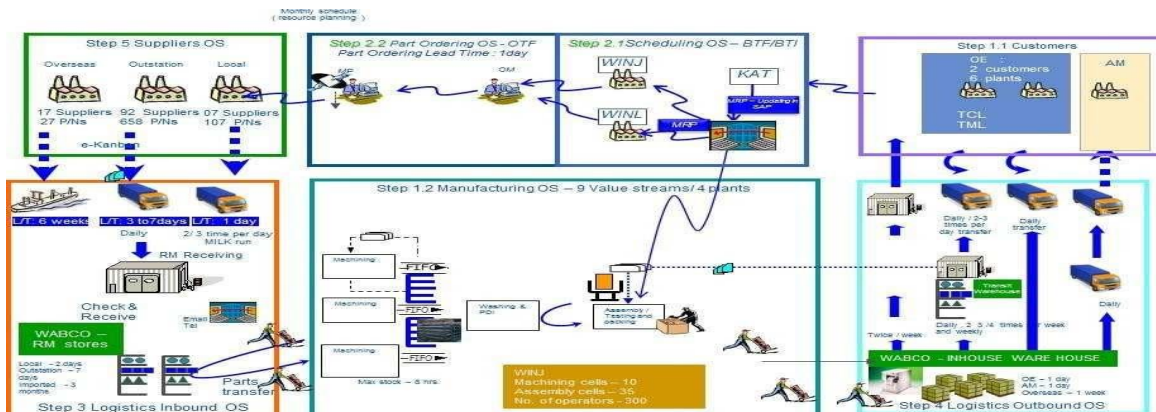 Monthly schedule
( resource planning)
Step 5 Suppliers OS
Overseas
Outstation
Local
17 Suppliers
27 P/Ns
92 Suppliers
658 P/Ns
07 Suppliers
107 P/Ns
e-Kanban
Step 2.2 Part Ordering OS - OTF
Part Ordering Lead Time : 1day
MP
OM
Step 2.1 Scheduling OS – BTF/BTI
WINJ
WINL
KAT
MRP – Updating in
SAP
MRP
Step 1.1 Customers
OE :
2 customers
6 plants
TCL
TML
AM
L/T: 6 weeks
L/T: 3 to7days
L/T: 1 day
Daily
2/ 3 time per day
MILK run
RM Receiving
Check &
Receive
Email
Tel
WABCO –
RM stores
Local – 2 days
Outstation – 7
days
Imported – 3
months
Parts
transfer
Step 3 Logistics Inbound OS
Step 1.2 Manufacturing OS – 9 Value streams/ 4 plants
Machining
FIFO
Machining
FIFO
Machining
FIFO
Max stock – 8 hrs.
Washing &
PDI
Assembly /
Testing and
packing
WINJ
Machining cells – 10
Assembly cells – 35
No. of operators - 300
Daily / 2-3
times per
day transfer
Daily
transfer
Transit
Warehouse
Daily
Twice / week
Daily, 2 3 /4 times per week
and weekly
WABCO – INHOUSE WARE HOUSE
OE – 1 day
AM – 1 day
Overseas – 1 week
Step 4 Logistics Outbound OS